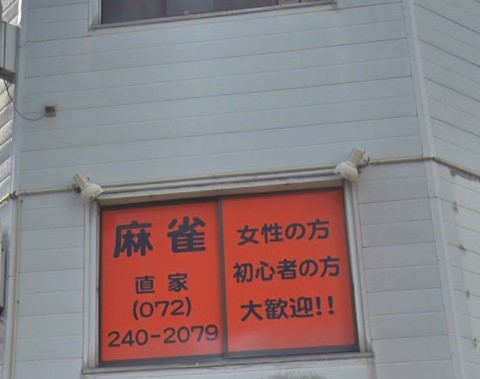 麻雀
直家
(072)
240-2079
女性の方
初心者の方
大歓迎!!